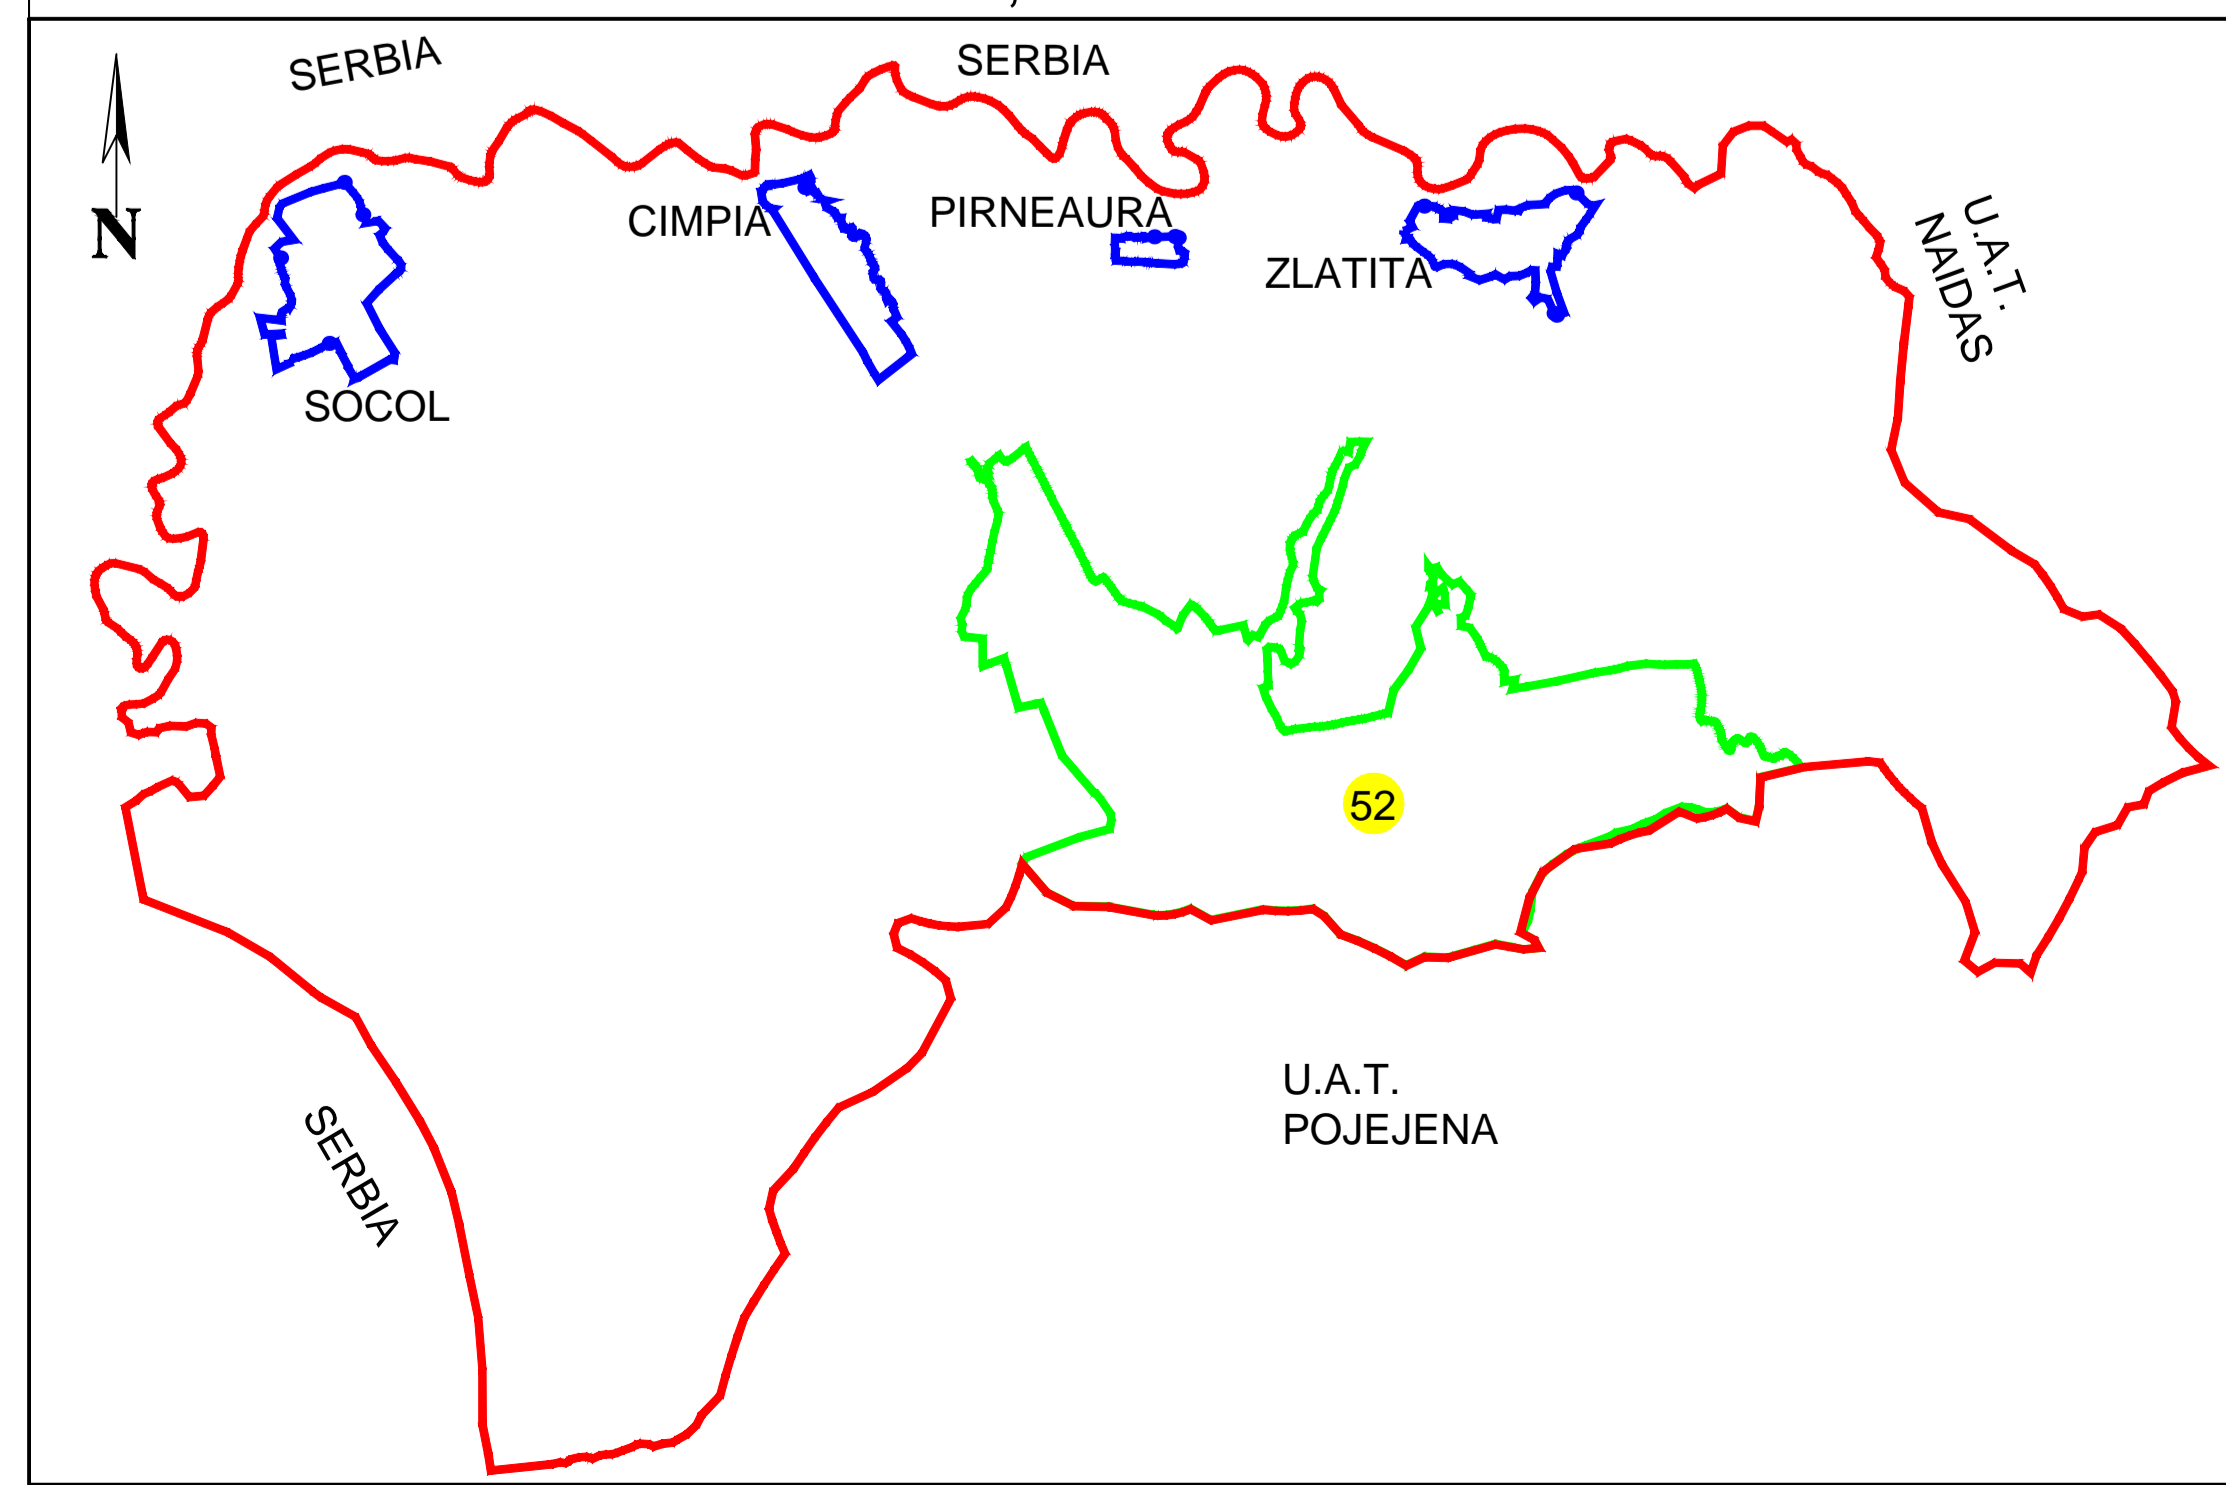 SERBIA
SERBIA
N
CIMPIA
PIRNEAURA
U.A.T.
NAIDAS
ZLATITA
SOCOL
52
U.A.T.
POJEJENA
SERBIA